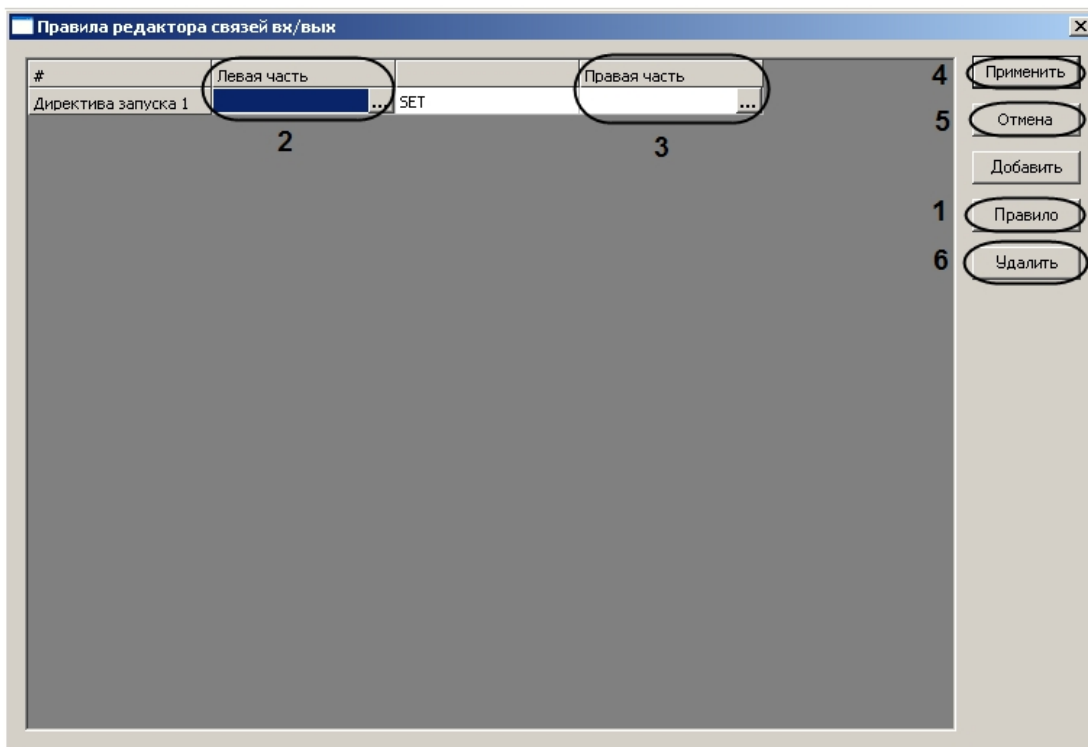 Правила редактора связей вх/вых
# Левая часть Правая часть
Директива запуска 1 ... SET ...
2
3
4 Применить
5 Отмена
Добавить
1 Правило
6 Удалить